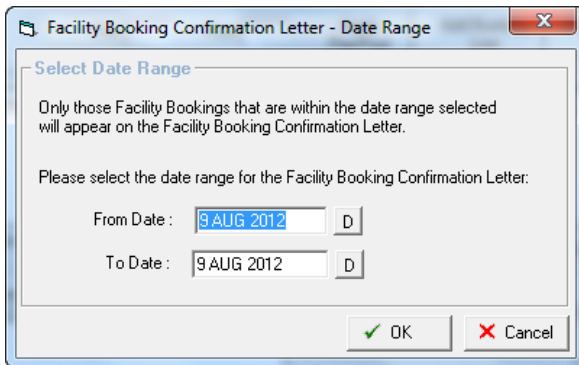 Facility Booking Confirmation Letter - Date Range
Select Date Range
Only those Facility Bookings that are within the date range selected
will appear on the Facility Booking Confirmation Letter.
Please select the date range for the Facility Booking Confirmation Letter:
From Date : 9 AUG 2012 D
To Date : 9 AUG 2012 D
OK Cancel